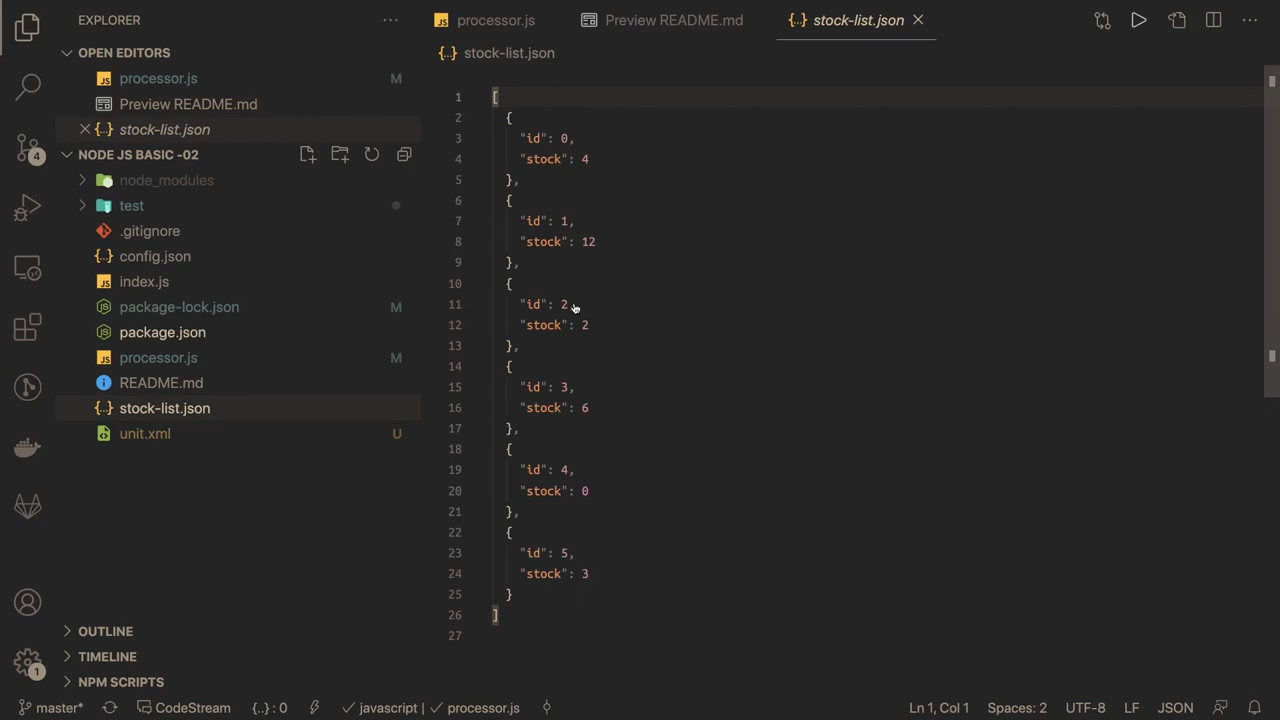 EXPLORER
OPEN EDITORS
processor.js M
Preview README.md
{..} stock-list.json
NODE JS BASIC -02
node_modules
test
.gitignore
{..} config.json
JS index.js
package-lock.json M
package.json
JS processor.js M
README.md
{..} stock-list.json
unit.xml U
OUTLINE
TIMELINE
NPM SCRIPTS
4
1
JS processor.js
Preview README.md
{..} stock-list.json
{..} stock-list.json
1 [
2 {
3 "id": 0,
4 "stock": 4
5 },
6 {
7 "id": 1,
8 "stock": 12
9 },
10 {
11 "id": 2,
12 "stock": 2
13 },
14 {
15 "id": 3,
16 "stock": 6
17 },
18 {
19 "id": 4,
20 "stock": 0
21 },
22 {
23 "id": 5,
24 "stock": 3
25 }
26 ]
27
master* CodeStream {..} : 0 javascript | processor.js Ln 1, Col 1 Spaces: 2 UTF-8 LF JSON